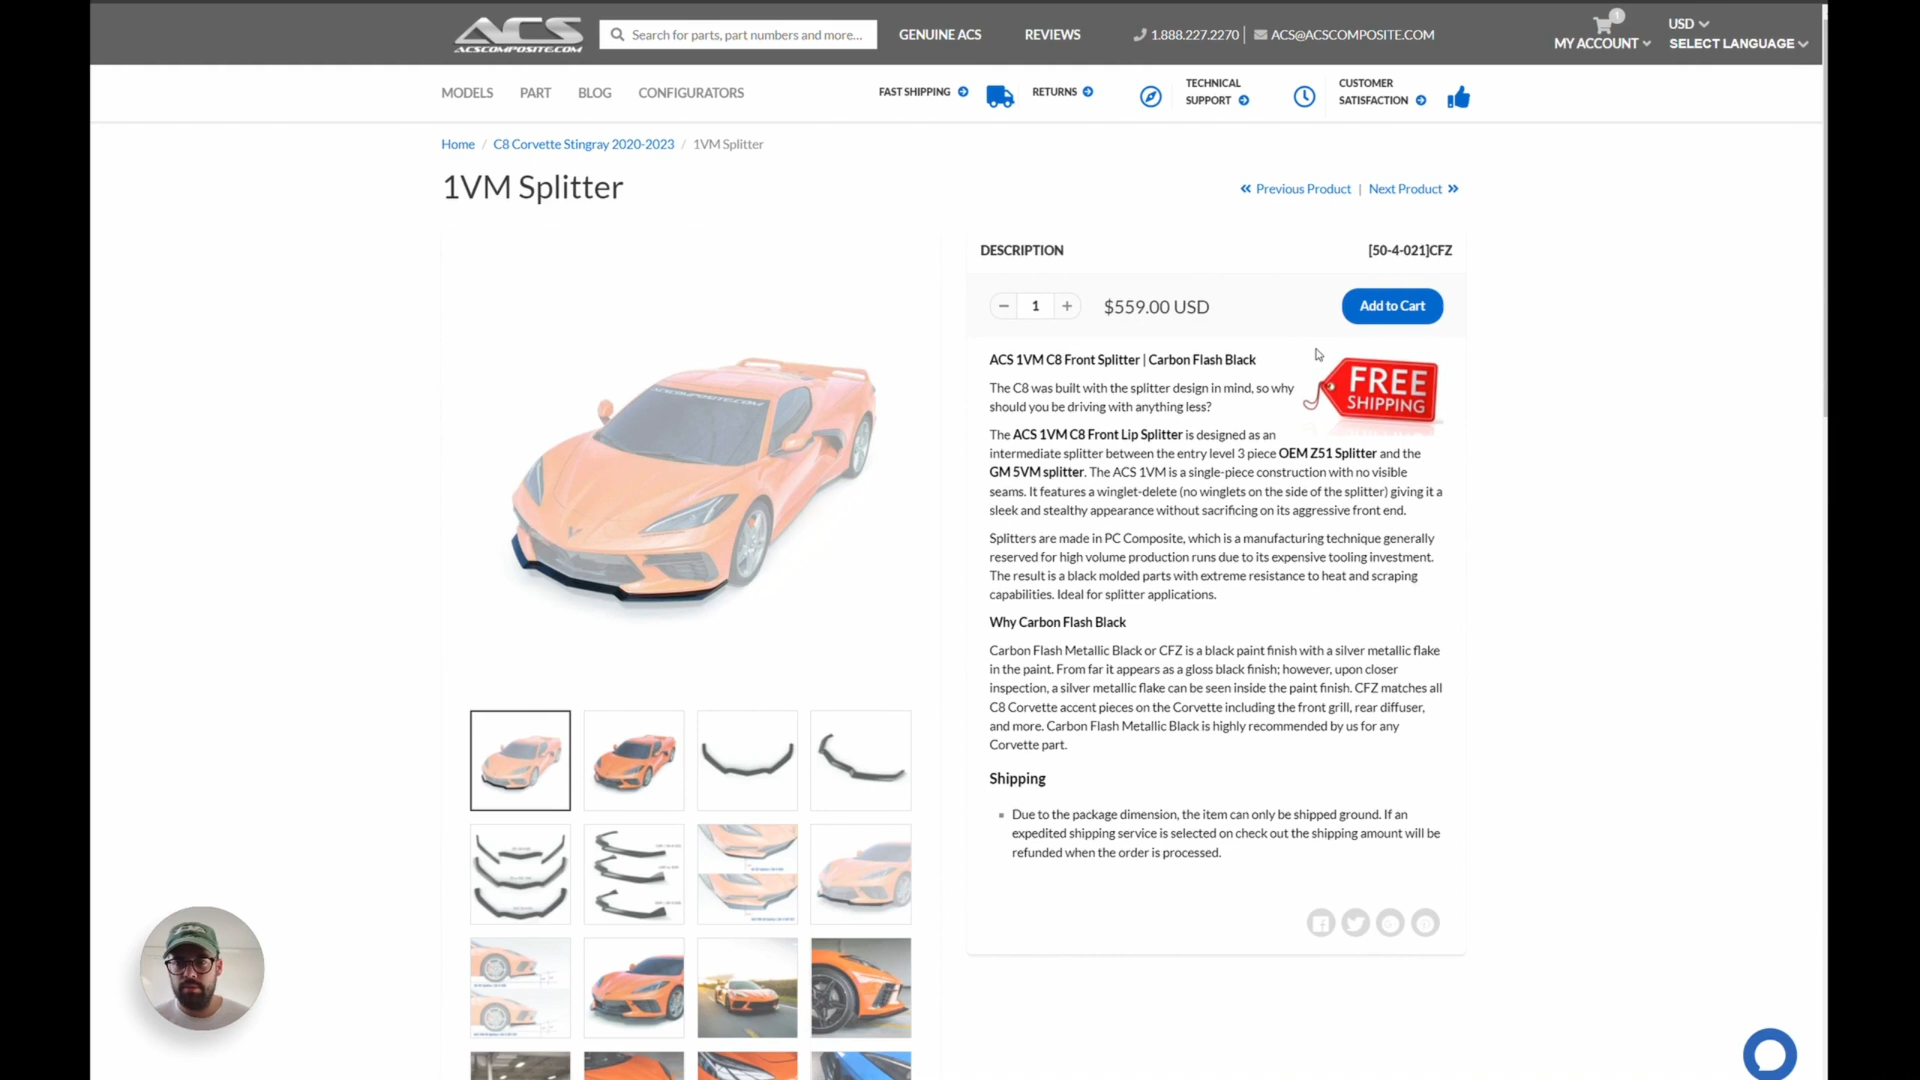 ACS
ACSCOMPOSITE.COM
Search for parts, part numbers and more...
GENUINE ACS
REVIEWS
1.888.227.2270
ACS@ACSCOMPOSITE.COM
1
MY ACCOUNT
USD
SELECT LANGUAGE
MODELS
PART
BLOG
CONFIGURATORS
FAST SHIPPING
RETURNS
TECHNICAL
SUPPORT
CUSTOMER
SATISFACTION
Home / C8 Corvette Stingray 2020-2023 / 1VM Splitter
1VM Splitter
Previous Product | Next Product
ACSCOMPOSITE.COM
DESCRIPTION
[50-4-021]CFZ
1
$559.00 USD
Add to Cart
FREE
SHIPPING
ACS 1VM C8 Front Splitter | Carbon Flash Black
The C8 was built with the splitter design in mind, so why
should you be driving with anything less?
The ACS 1VM C8 Front Lip Splitter is designed as an
intermediate splitter between the entry level 3 piece OEM Z51 Splitter and the
GM 5VM splitter. The ACS 1VM is a single-piece construction with no visible
seams. It features a winglet-delete (no winglets on the side of the splitter) giving it a
sleek and stealthy appearance without sacrificing on its aggressive front end.
Splitters are made in PC Composite, which is a manufacturing technique generally
reserved for high volume production runs due to its expensive tooling investment.
The result is a black molded parts with extreme resistance to heat and scraping
capabilities. Ideal for splitter applications.
Why Carbon Flash Black
Carbon Flash Metallic Black or CFZ is a black paint finish with a silver metallic flake
in the paint. From far it appears as a gloss black finish; however, upon closer
inspection, a silver metallic flake can be seen inside the paint finish. CFZ matches all
C8 Corvette accent pieces on the Corvette including the front grill, rear diffuser,
and more. Carbon Flash Metallic Black is highly recommended by us for any
Corvette part.
Shipping
Due to the package dimension, the item can only be shipped ground. If an
expedited shipping service is selected on check out the shipping amount will be
refunded when the order is processed.